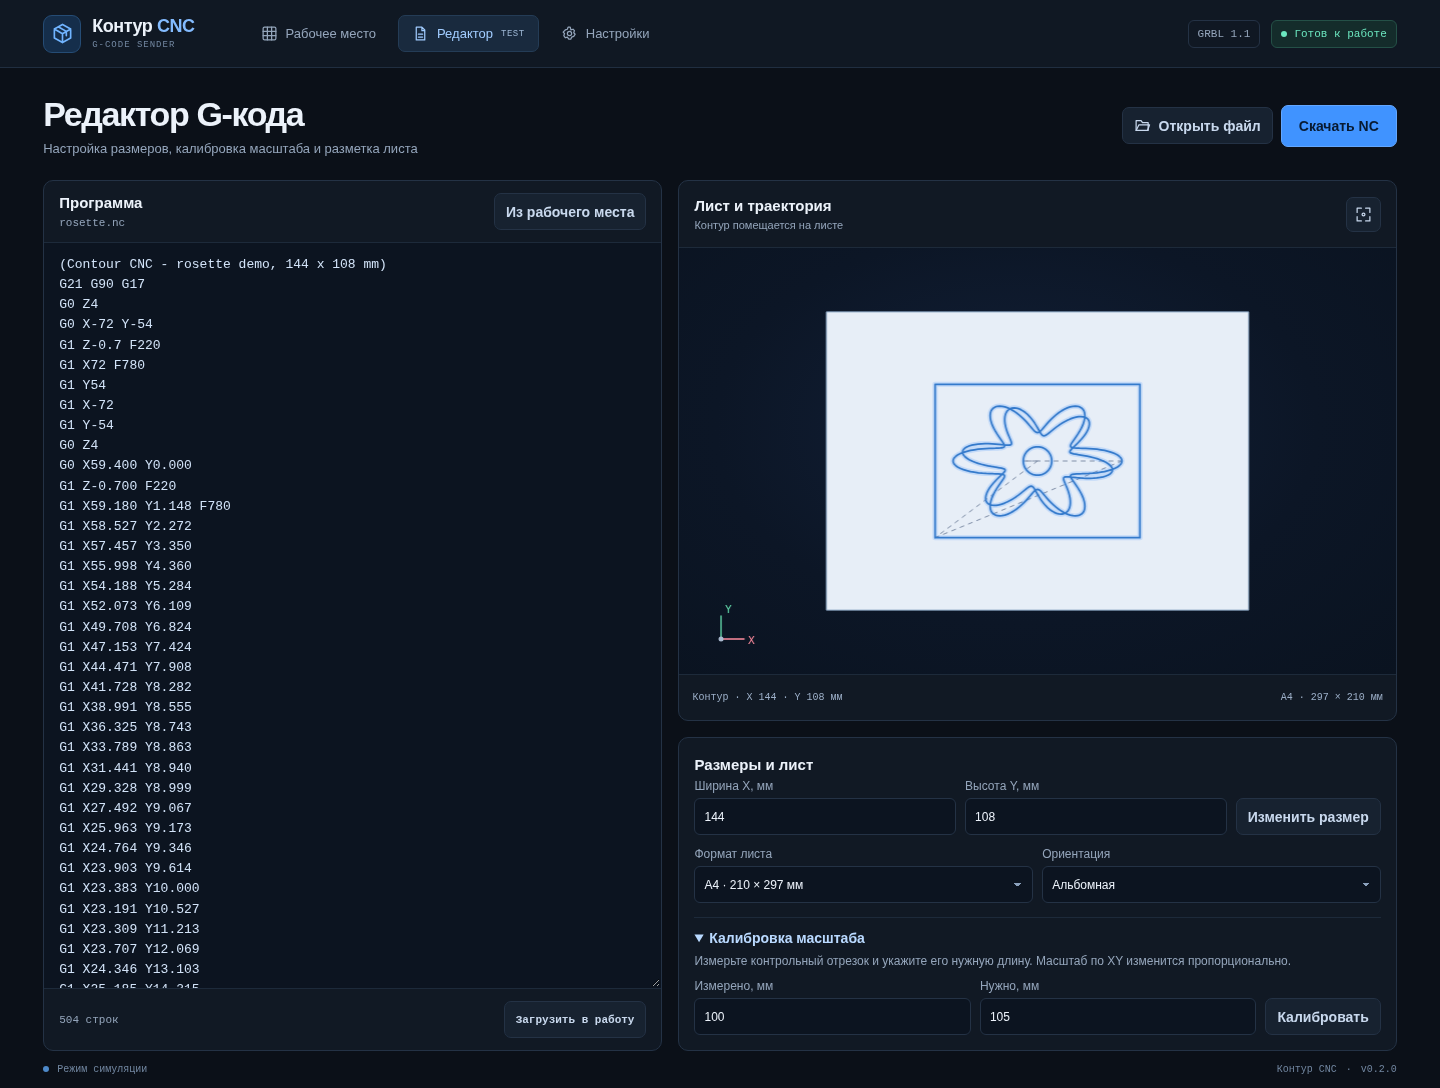 Контур CNC
G-CODE SENDER
Рабочее место
Редактор TEST
Настройки
GRBL 1.1
Готов к работе
Редактор G-кода
Настройка размеров, калибровка масштаба и разметка листа
Открыть файл
Скачать NC
Программа
rosette.nc
Из рабочего места
(Contour CNC - rosette demo, 144 x 108 mm)
G21 G90 G17
G0 Z4
G0 X-72 Y-54
G1 Z-0.7 F220
G1 X72 F780
G1 Y54
G1 X-72
G1 Y-54
G0 Z4
G0 X59.400 Y0.000
G1 Z-0.700 F220
G1 X59.180 Y1.148 F780
G1 X58.527 Y2.272
G1 X57.457 Y3.350
G1 X55.998 Y4.360
G1 X54.188 Y5.284
G1 X52.073 Y6.109
G1 X49.708 Y6.824
G1 X47.153 Y7.424
G1 X44.471 Y7.908
G1 X41.728 Y8.282
G1 X38.991 Y8.555
G1 X36.325 Y8.743
G1 X33.789 Y8.863
G1 X31.441 Y8.940
G1 X29.328 Y8.999
G1 X27.492 Y9.067
G1 X25.963 Y9.173
G1 X24.764 Y9.346
G1 X23.903 Y9.614
G1 X23.383 Y10.000
G1 X23.191 Y10.527
G1 X23.309 Y11.213
G1 X23.707 Y12.069
G1 X24.346 Y13.103
G1 X25.185 Y14.315
504 строк
Загрузить в работу
Лист и траектория
Контур помещается на листе
Y
X
Контур · X 144 · Y 108 мм
A4 · 297 × 210 мм
Размеры и лист
Ширина X, мм
Высота Y, мм
144
108
Изменить размер
Формат листа
Ориентация
A4 · 210 × 297 мм
Альбомная
Калибровка масштаба
Измерьте контрольный отрезок и укажите его нужную длину. Масштаб по XY изменится пропорционально.
Измерено, мм
Нужно, мм
100
105
Калибровать
Режим симуляции
Контур CNC · v0.2.0